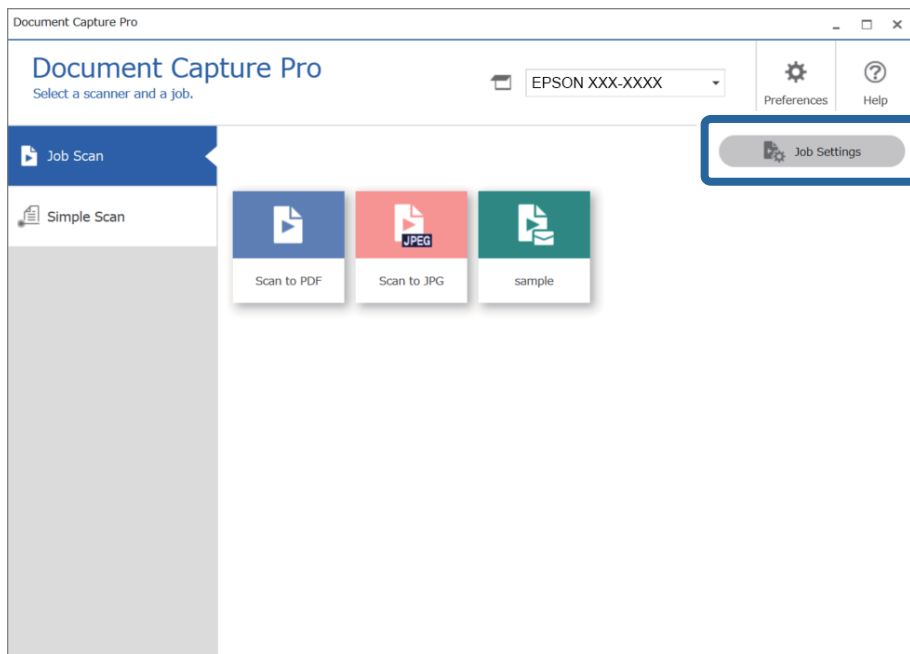 Document Capture Pro
Document Capture Pro
Select a scanner and a job.
EPSON XXX-XXXX
Preferences
Help
Job Scan
Job Settings
Simple Scan
JPEG
Scan to PDF
Scan to JPG
sample